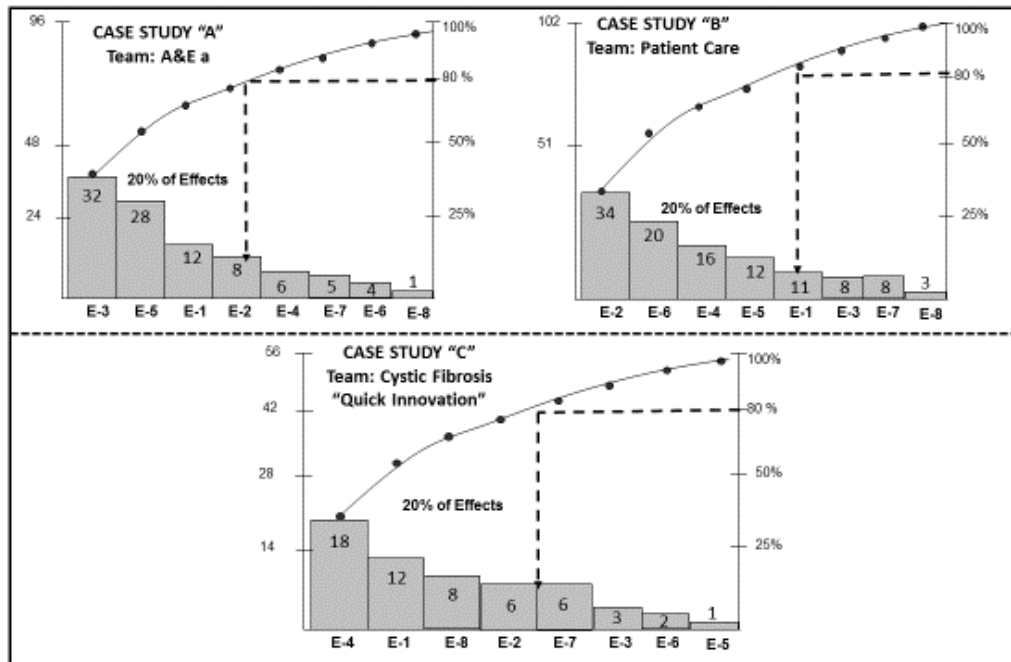 96
CASE STUDY "A"
Team: A&E a
100%
80 %
48
50%
20% of Effects
24
25%
32
28
12
8
6
5
4
1
E-3
E-5
E-1
E-2
E-4
E-7
E-6
E-8
102
CASE STUDY "B"
Team: Patient Care
100%
80 %
51
50%
20% of Effects
25%
34
20
16
12
11
8
8
3
E-2
E-6
E-4
E-5
E-1
E-3
E-7
E-8
56
CASE STUDY "C"
Team: Cystic Fibrosis
"Quick Innovation"
100%
42
80 %
28
50%
20% of Effects
14
25%
18
12
8
6
6
3
2
1
E-4
E-1
E-8
E-2
E-7
E-3
E-6
E-5